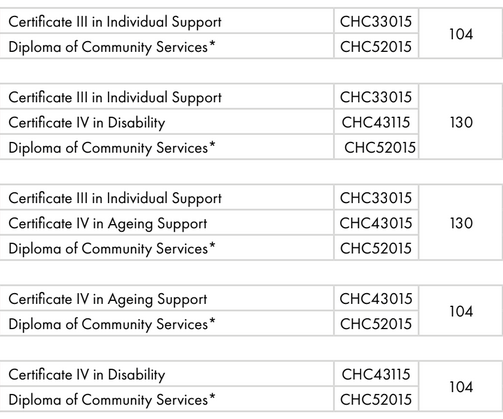 Certificate III in Individual Support CHC33015 104
Diploma of Community Services* CHC52015
Certificate III in Individual Support CHC33015
Certificate IV in Disability CHC43115 130
Diploma of Community Services* CHC52015
Certificate III in Individual Support CHC33015
Certificate IV in Ageing Support CHC43015 130
Diploma of Community Services* CHC52015
Certificate IV in Ageing Support CHC43015 104
Diploma of Community Services* CHC52015
Certificate IV in Disability CHC43115 104
Diploma of Community Services* CHC52015